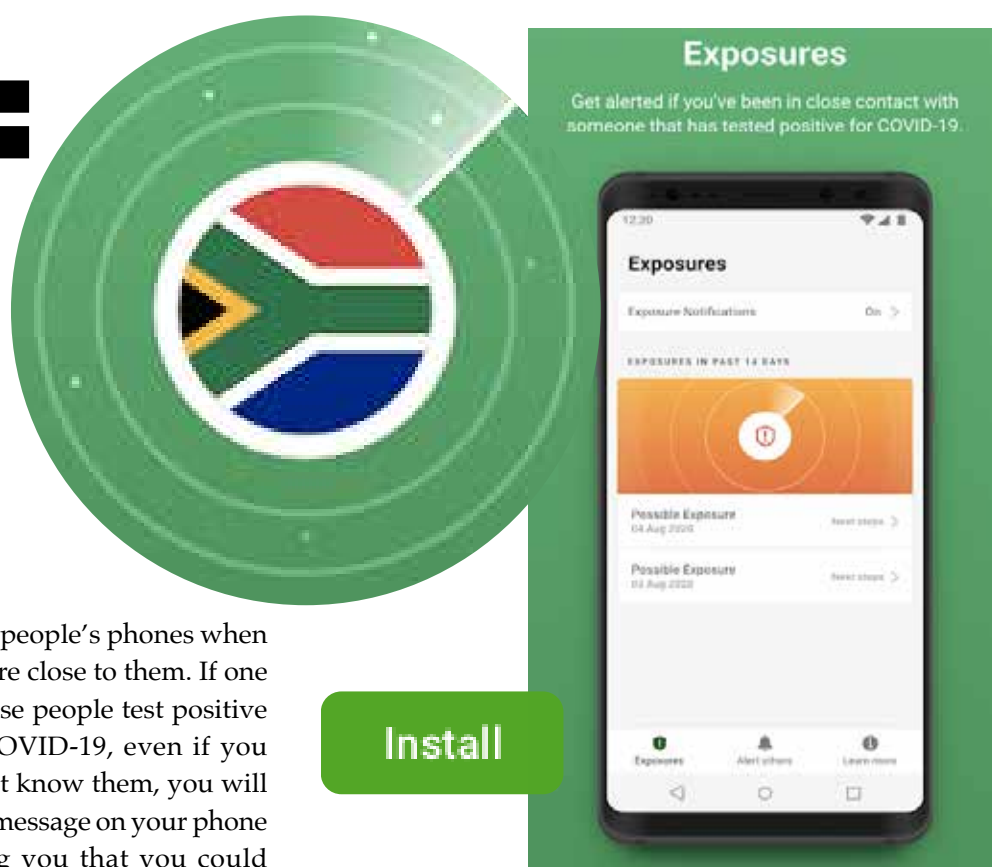 Exposures
Get alerted if you've been in close contact with
someone that has tested positive for COVID-19.
12:30
Exposures
Exposure Notifications On
EXPOSURES IN PAST 14 DAYS
Possible Exposure
04 Aug 2020 Next steps
Possible Exposure
03 Aug 2020 Next steps
Exposures Alert others Learn more
Install
people's phones when
re close to them. If one
se people test positive
OVID-19, even if you
t know them, you will
message on your phone
g you that you could